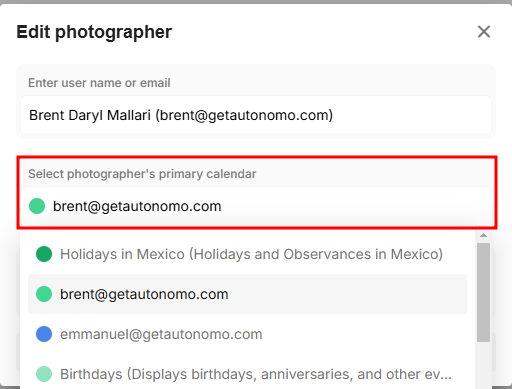 Edit photographer
Enter user name or email
Brent Daryl Mallari (brent@getautonomo.com)
Select photographer's primary calendar
brent@getautonomo.com
Holidays in Mexico (Holidays and Observances in Mexico)
brent@getautonomo.com
emmanuel@getautonomo.com
Birthdays (Displays birthdays, anniversaries, and other ev...